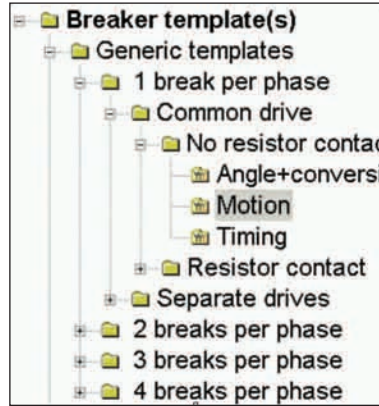 Breaker template(s)
Generic templates
1 break per phase
Common drive
No resistor contac
Angle+conversi
Motion
Timing
Resistor contact
Separate drives
2 breaks per phase
3 breaks per phase
4 breaks per phase